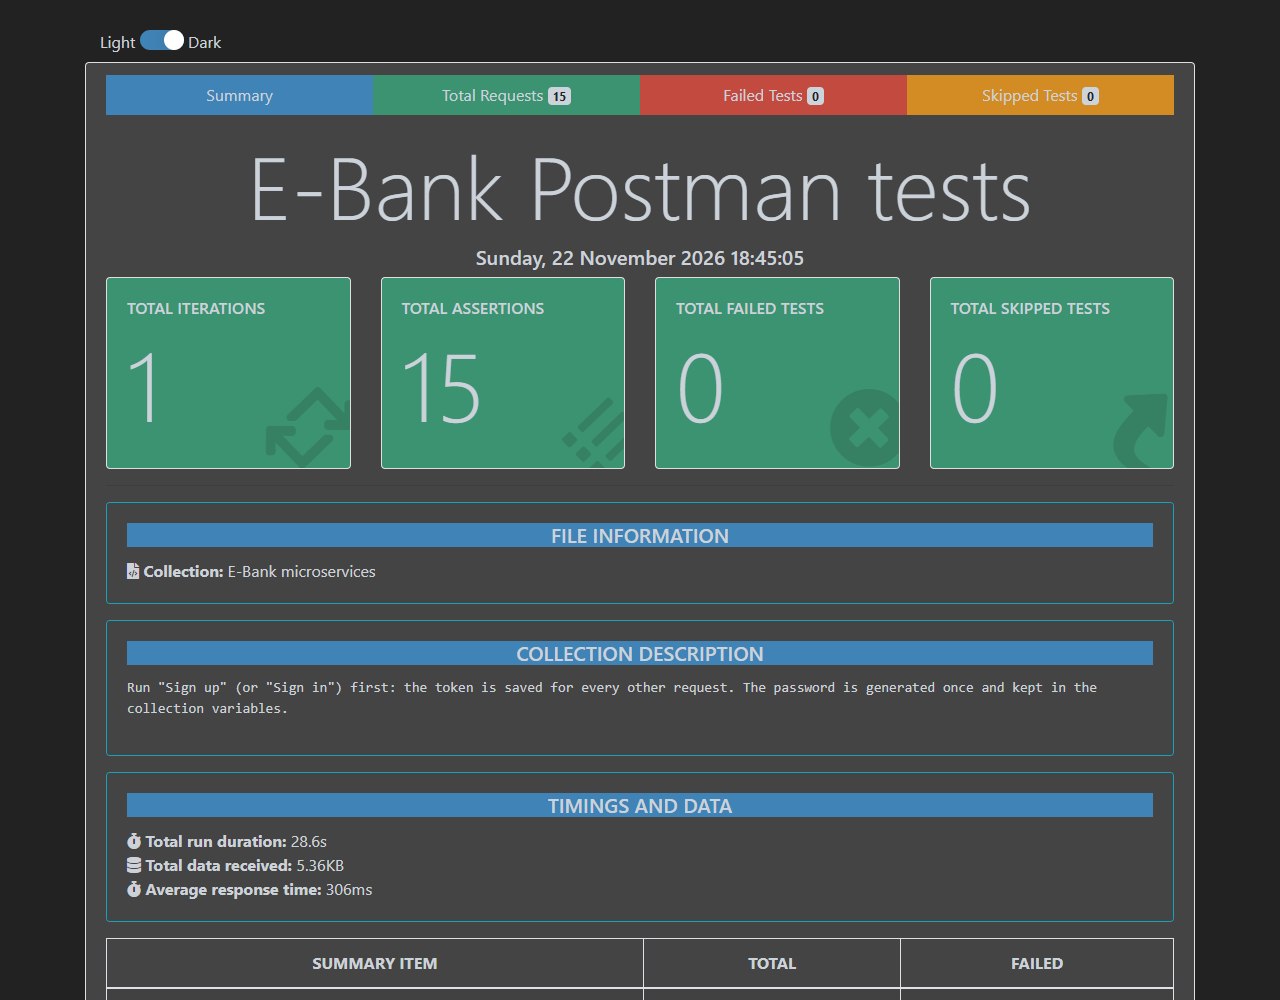 Light Dark
Summary
Total Requests 15
Failed Tests 0
Skipped Tests 0
E-Bank Postman tests
Sunday, 22 November 2026 18:45:05
TOTAL ITERATIONS
1
TOTAL ASSERTIONS
15
TOTAL FAILED TESTS
0
TOTAL SKIPPED TESTS
0
FILE INFORMATION
Collection: E-Bank microservices
COLLECTION DESCRIPTION
Run "Sign up" (or "Sign in") first: the token is saved for every other request. The password is generated once and kept in the
collection variables.
TIMINGS AND DATA
Total run duration: 28.6s
Total data received: 5.36KB
Average response time: 306ms
SUMMARY ITEM
TOTAL
FAILED